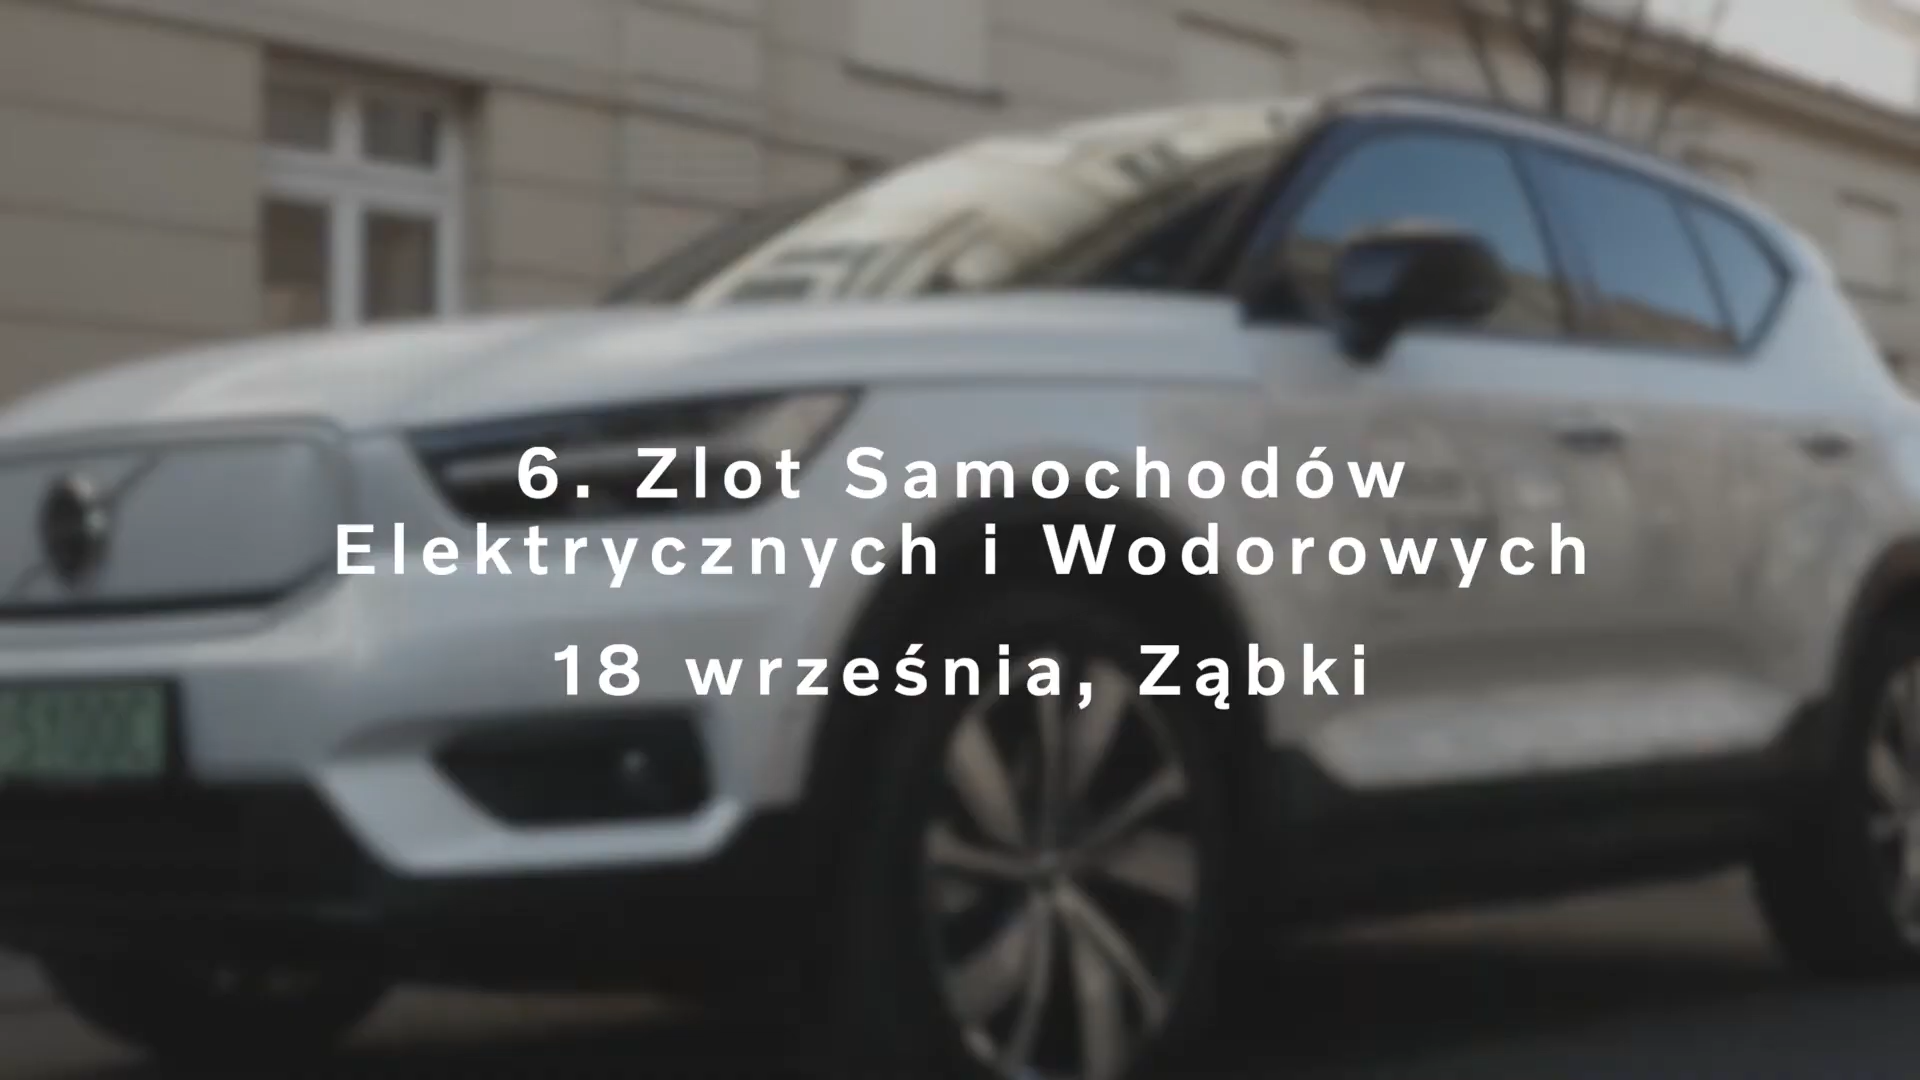 6. Zlot Samochodów
Elektrycznych i Wodorowych
18 września, Ząbki